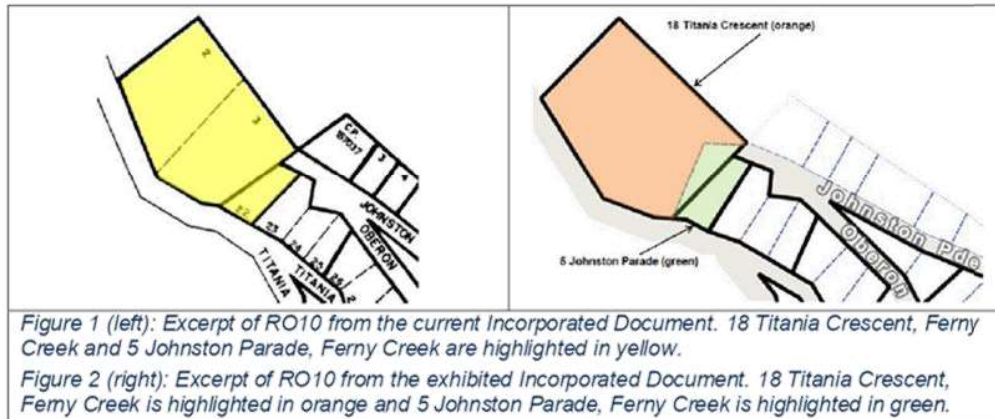 2
3
C.P.
157037
3
4
JOHNSTON
OBERON
22
23
24
25
26
2
TITANIA
TITANIA
18 Titania Crescent (orange)
Johnston Pde
Oberon
5 Johnston Parade (green)
Figure 1 (left): Excerpt of RO10 from the current Incorporated Document. 18 Titania Crescent, Ferny
Creek and 5 Johnston Parade, Ferny Creek are highlighted in yellow.
Figure 2 (right): Excerpt of RO10 from the exhibited Incorporated Document. 18 Titania Crescent,
Ferny Creek is highlighted in orange and 5 Johnston Parade, Ferny Creek is highlighted in green.